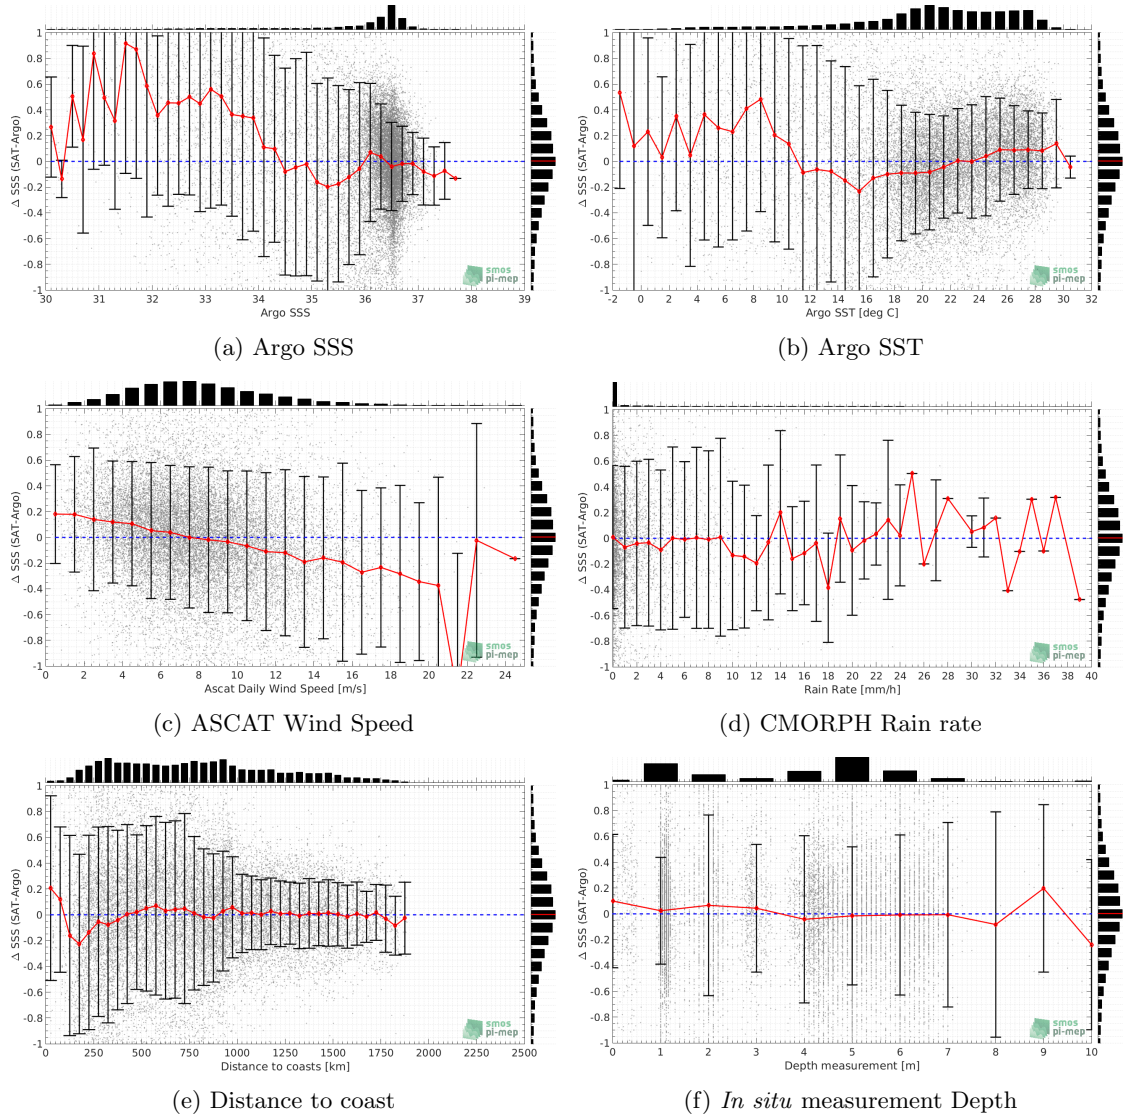 1
0.8
0.6
0.4
0.2
0
-0.2
-0.4
-0.6
-0.8
-1
Δ SSS (SAT-Argo)
30 31 32 33 34 35 36 37 38 39
Argo SSS
smos
pi-mep
(a) Argo SSS
1
0.8
0.6
0.4
0.2
0
-0.2
-0.4
-0.6
-0.8
-1
Δ SSS (SAT-Argo)
-2 0 2 4 6 8 10 12 14 16 18 20 22 24 26 28 30 32
Argo SST [deg C]
smos
pi-mep
(b) Argo SST
1
0.8
0.6
0.4
0.2
0
-0.2
-0.4
-0.6
-0.8
-1
Δ SSS (SAT-Argo)
0 2 4 6 8 10 12 14 16 18 20 22 24
Ascat Daily Wind Speed [m/s]
smos
pi-mep
(c) ASCAT Wind Speed
1
0.8
0.6
0.4
0.2
0
-0.2
-0.4
-0.6
-0.8
-1
Δ SSS (SAT-Argo)
0 2 4 6 8 10 12 14 16 18 20 22 24 26 28 30 32 34 36 38 40
Rain Rate [mm/h]
smos
pi-mep
(d) CMORPH Rain rate
1
0.8
0.6
0.4
0.2
0
-0.2
-0.4
-0.6
-0.8
-1
Δ SSS (SAT-Argo)
0 250 500 750 1000 1250 1500 1750 2000 2250 2500
Distance to coasts [km]
smos
pi-mep
(e) Distance to coast
1
0.8
0.6
0.4
0.2
0
-0.2
-0.4
-0.6
-0.8
-1
Δ SSS (SAT-Argo)
0 1 2 3 4 5 6 7 8 9 10
Depth measurement [m]
smos
pi-mep
(f) In situ measurement Depth